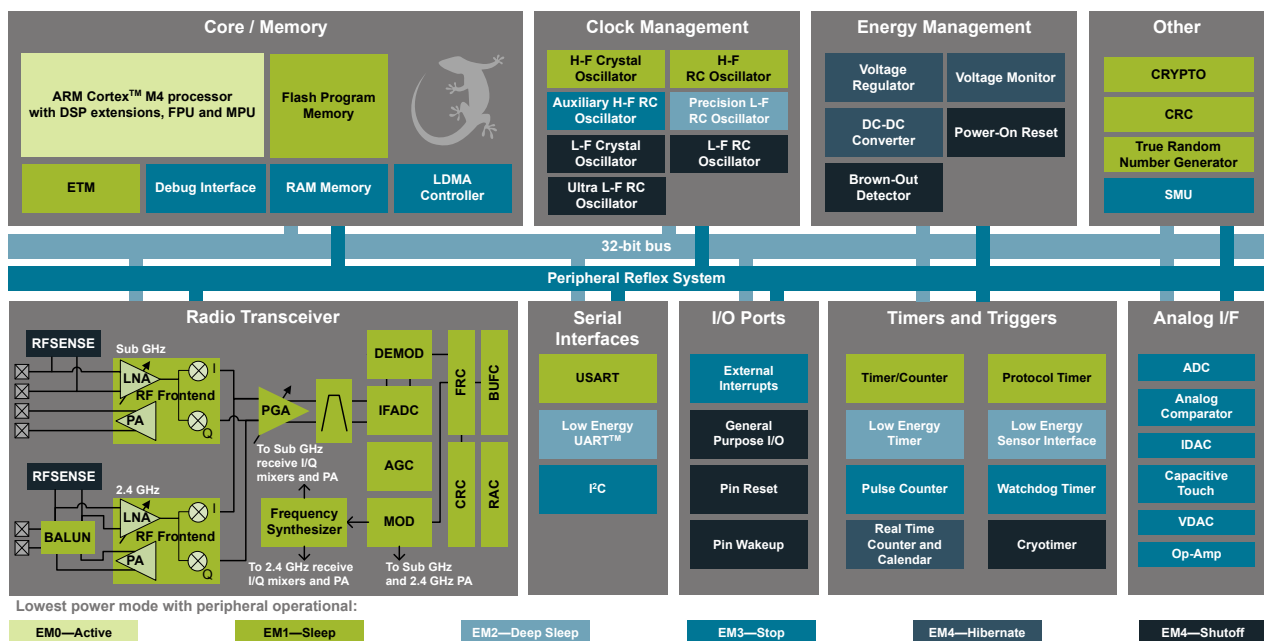 Core / Memory
ARM Cortex™ M4 processor
with DSP extensions, FPU and MPU
Flash Program
Memory
ETM
Debug Interface
RAM Memory
LDMA
Controller
Clock Management
H-F Crystal
Oscillator
H-F
RC Oscillator
Auxiliary H-F RC
Oscillator
Precision L-F
RC Oscillator
L-F Crystal
Oscillator
L-F RC
Oscillator
Ultra L-F RC
Oscillator
Energy Management
Voltage
Regulator
Voltage Monitor
DC-DC
Converter
Power-On Reset
Brown-Out
Detector
Other
CRYPTO
CRC
True Random
Number Generator
SMU
32-bit bus
Peripheral Reflex System
Radio Transceiver
RFSENSE
Sub GHz
LNA
RF Frontend
PA
I
Q
PGA
DEMOD
IFADC
AGC
MOD
FRC
BUFC
CRC
RAC
To Sub GHz
receive I/Q
mixers and PA
Frequency
Synthesizer
To 2.4 GHz receive
I/Q mixers and PA
To Sub GHz
and 2.4 GHz PA
RFSENSE
2.4 GHz
LNA
RF Frontend
BALUN
PA
I
Q
Serial
Interfaces
USART
Low Energy
UART™
I²C
I/O Ports
External
Interrupts
General
Purpose I/O
Pin Reset
Pin Wakeup
Timers and Triggers
Timer/Counter
Protocol Timer
Low Energy
Timer
Low Energy
Sensor Interface
Pulse Counter
Watchdog Timer
Real Time
Counter and
Calendar
Cryotimer
Analog I/F
ADC
Analog
Comparator
IDAC
Capacitive
Touch
VDAC
Op-Amp
Lowest power mode with peripheral operational:
EM0—Active
EM1—Sleep
EM2—Deep Sleep
EM3—Stop
EM4—Hibernate
EM4—Shutoff